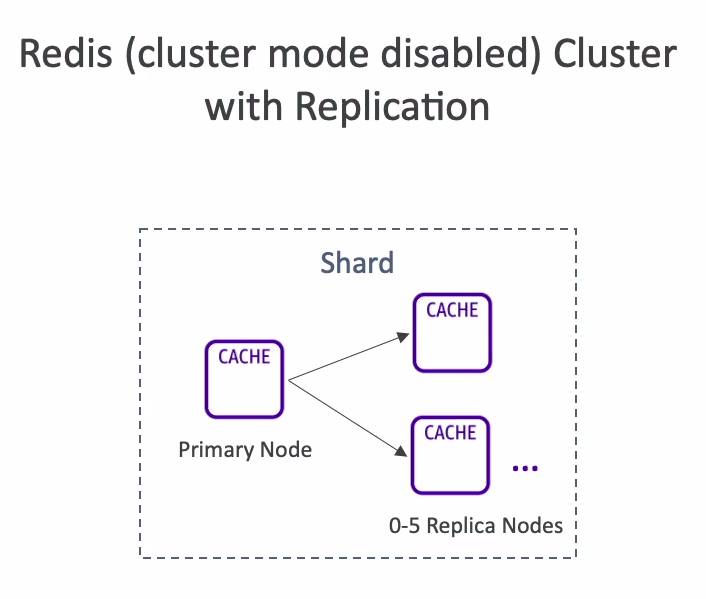 Redis (cluster mode disabled) Cluster
with Replication
Shard
CACHE
CACHE
Primary Node
CACHE
...
0-5 Replica Nodes